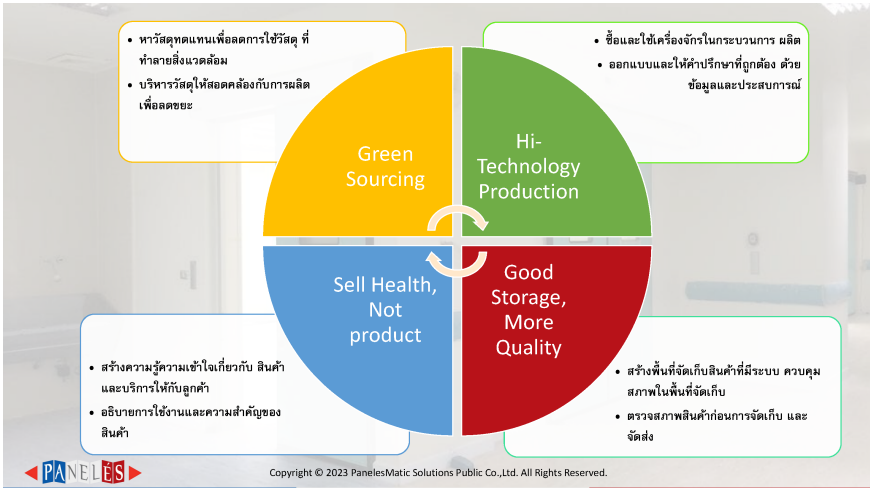 • หาวัสดุทดแทนเพื่อลดการใช้วัสดุ ที่
ทำลายสิ่งแวดล้อม
• บริหารวัสดุให้สอดคล้องกับการผลิต
เพื่อลดขยะ
• ซื้อและใช้เครื่องจักรในกระบวนการ ผลิต
• ออกแบบและให้คำปรึกษาที่ถูกต้อง ด้วย
ข้อมูลและประสบการณ์
Green
Sourcing
Hi-
Technology
Production
Sell Health,
Not
product
Good
Storage,
More
Quality
• สร้างความรู้ความเข้าใจเกี่ยวกับ สินค้า
และบริการให้กับลูกค้า
• อธิบายการใช้งานและความสำคัญของ
สินค้า
• สร้างพื้นที่จัดเก็บสินค้าที่มีระบบ ควบคุม
สภาพในพื้นที่จัดเก็บ
• ตรวจสภาพสินค้าก่อนการจัดเก็บ และ
จัดส่ง
PANELÉS
Copyright © 2023 PanelesMatic Solutions Public Co.,Ltd. All Rights Reserved.